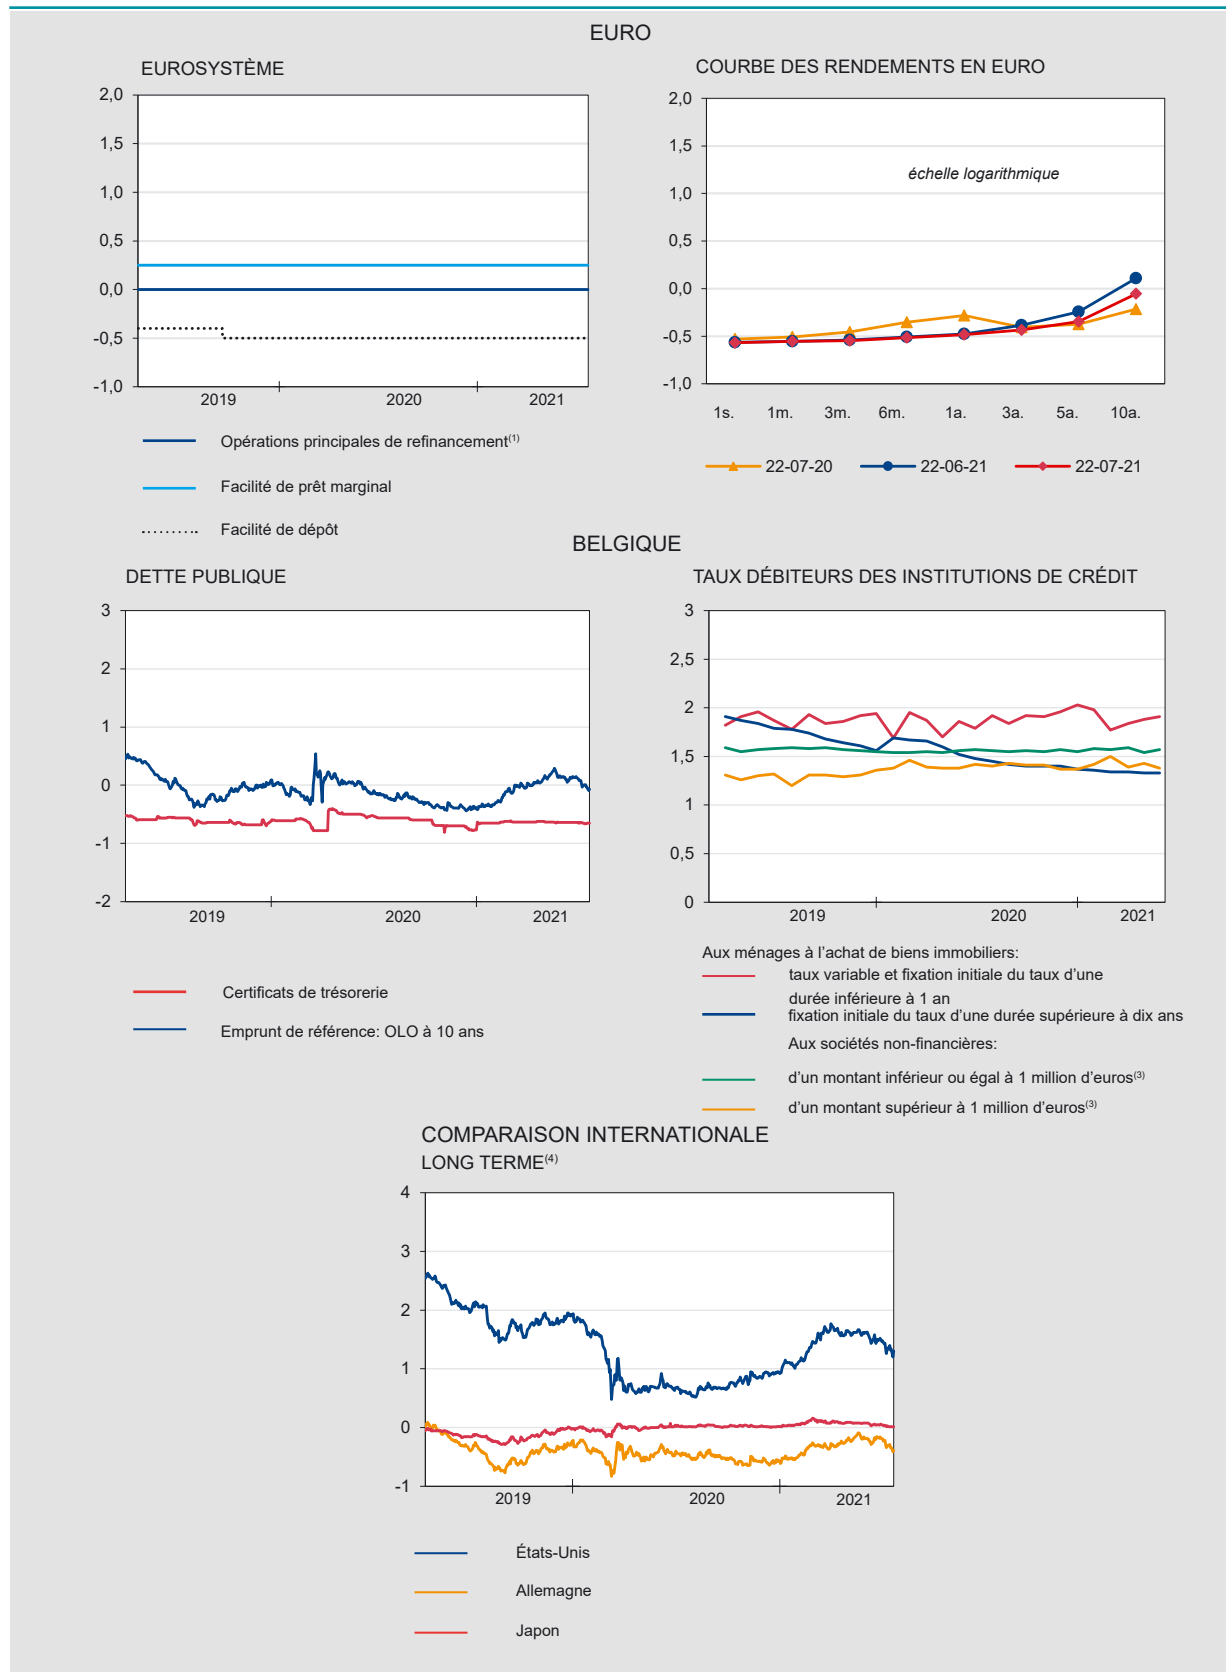 EURO
EUROSYSTÈME
2,0
1,5
1,0
0,5
0,0
-0,5
-1,0
2019 2020 2021
Opérations principales de refinancement(1)
Facilité de prêt marginal
Facilité de dépôt
COURBE DES RENDEMENTS EN EURO
2,0
1,5
1,0
0,5
0,0
-0,5
-1,0
échelle logarithmique
1s. 1m. 3m. 6m. 1a. 3a. 5a. 10a.
22-07-20 22-06-21 22-07-21
BELGIQUE
DETTE PUBLIQUE
3
2
1
0
-1
-2
2019 2020 2021
Certificats de trésorerie
Emprunt de référence: OLO à 10 ans
TAUX DÉBITEURS DES INSTITUTIONS DE CRÉDIT
3
2,5
2
1,5
1
0,5
0
2019 2020 2021
Aux ménages à l’achat de biens immobiliers:
taux variable et fixation initiale du taux d’une
durée inférieure à 1 an
fixation initiale du taux d’une durée supérieure à dix ans
Aux sociétés non-financières:
d’un montant inférieur ou égal à 1 million d’euros(3)
d’un montant supérieur à 1 million d’euros(3)
COMPARAISON INTERNATIONALE
LONG TERME(4)
4
3
2
1
0
-1
2019 2020 2021
États-Unis
Allemagne
Japon